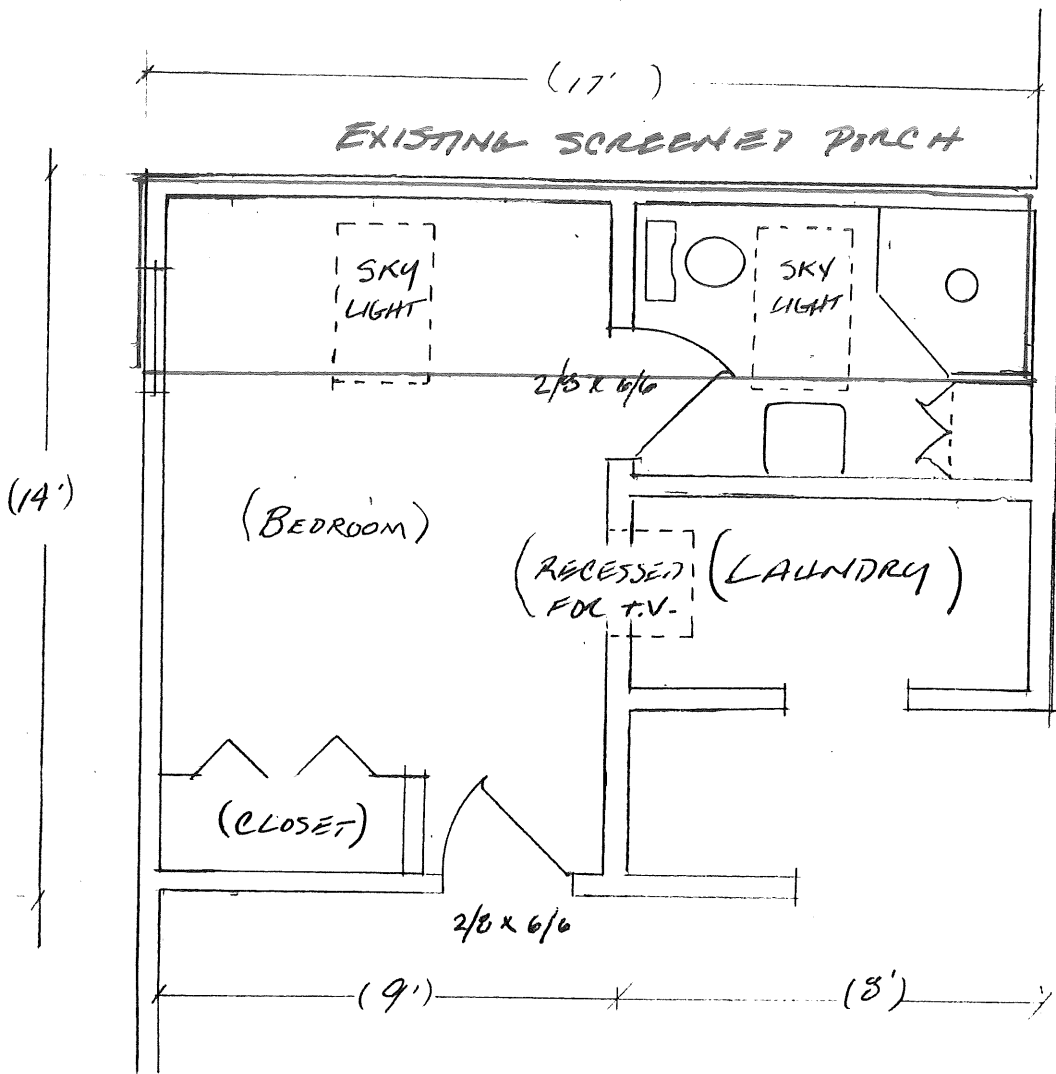 (17')
EXISTING SCREENED PORCH
SKY
LIGHT
SKY
LIGHT
2/8 x 6/6
(14')
(BEDROOM)
(RECESSED
FOR T.V.
(LAUNDRY)
(CLOSET)
2/8 x 6/6
(9')
(8')